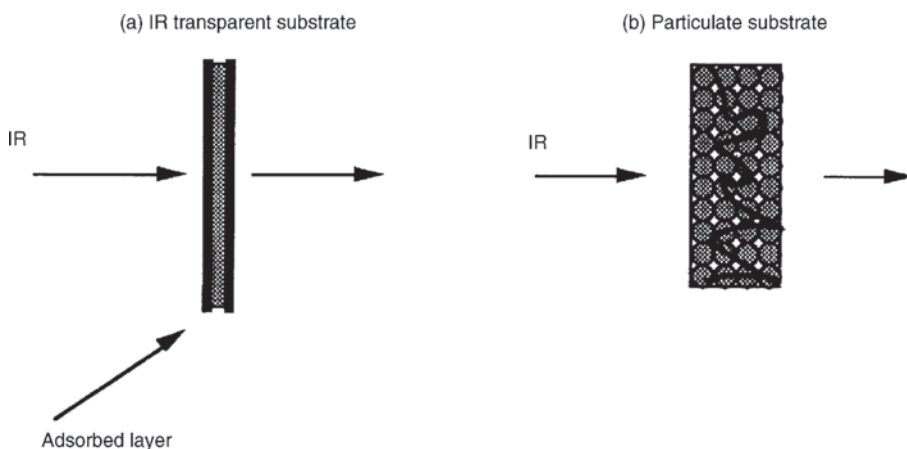 (a) IR transparent substrate
(b) Particulate substrate
IR
IR
Adsorbed layer